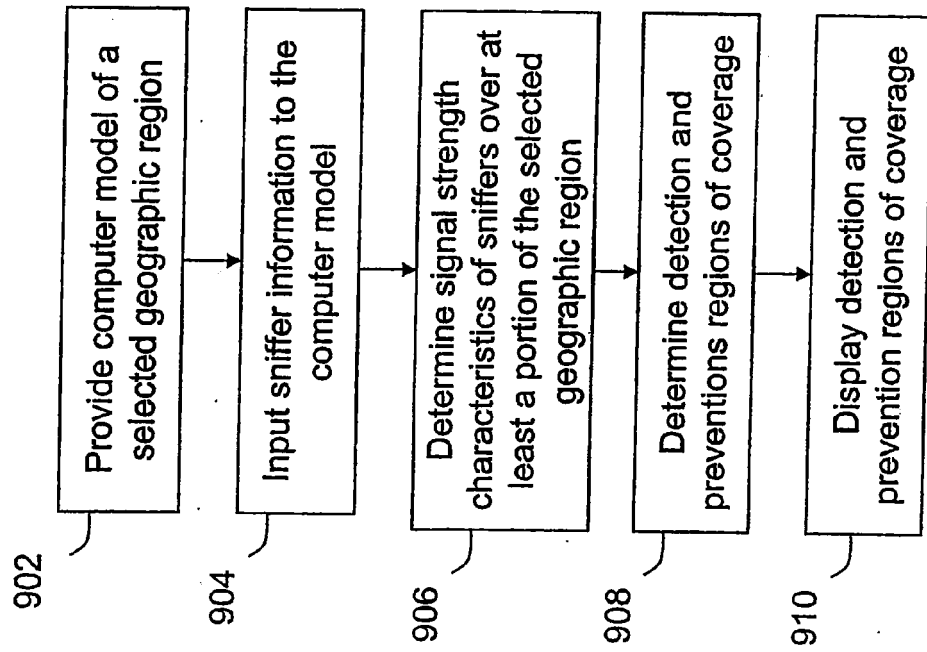 902
Provide computer model of a
selected geographic region
904
Input sniffer information to the
computer model
906
Determine signal strength
characteristics of sniffers over at
least a portion of the selected
geographic region
908
Determine detection and
preventions regions of coverage
910
Display detection and
prevention regions of coverage